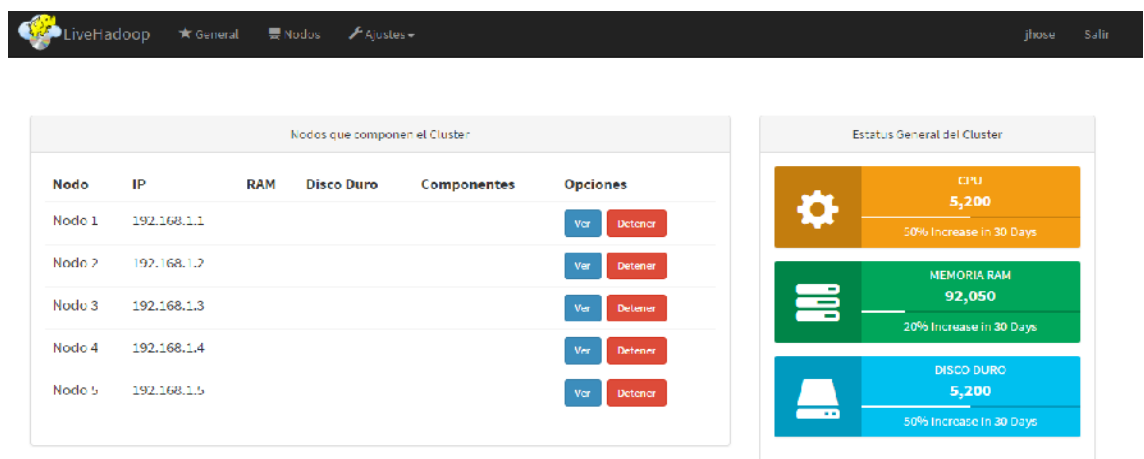 LiveHadoop General Nodos Ajustes jhose Salir
Nodos que componen el Cluster
Nodo IP RAM Disco Duro Componentes Opciones
Nodo 1 192.168.1.1 Ver Detener
Nodo 2 192.168.1.2 Ver Detener
Nodo 3 192.168.1.3 Ver Detener
Nodo 4 192.168.1.4 Ver Detener
Nodo 5 192.168.1.5 Ver Detener
Estatus General del Cluster
CPU
5,200
50% Increase in 30 Days
MEMORIA RAM
92,050
20% Increase in 30 Days
DISCO DURO
5,200
50% Increase in 30 Days